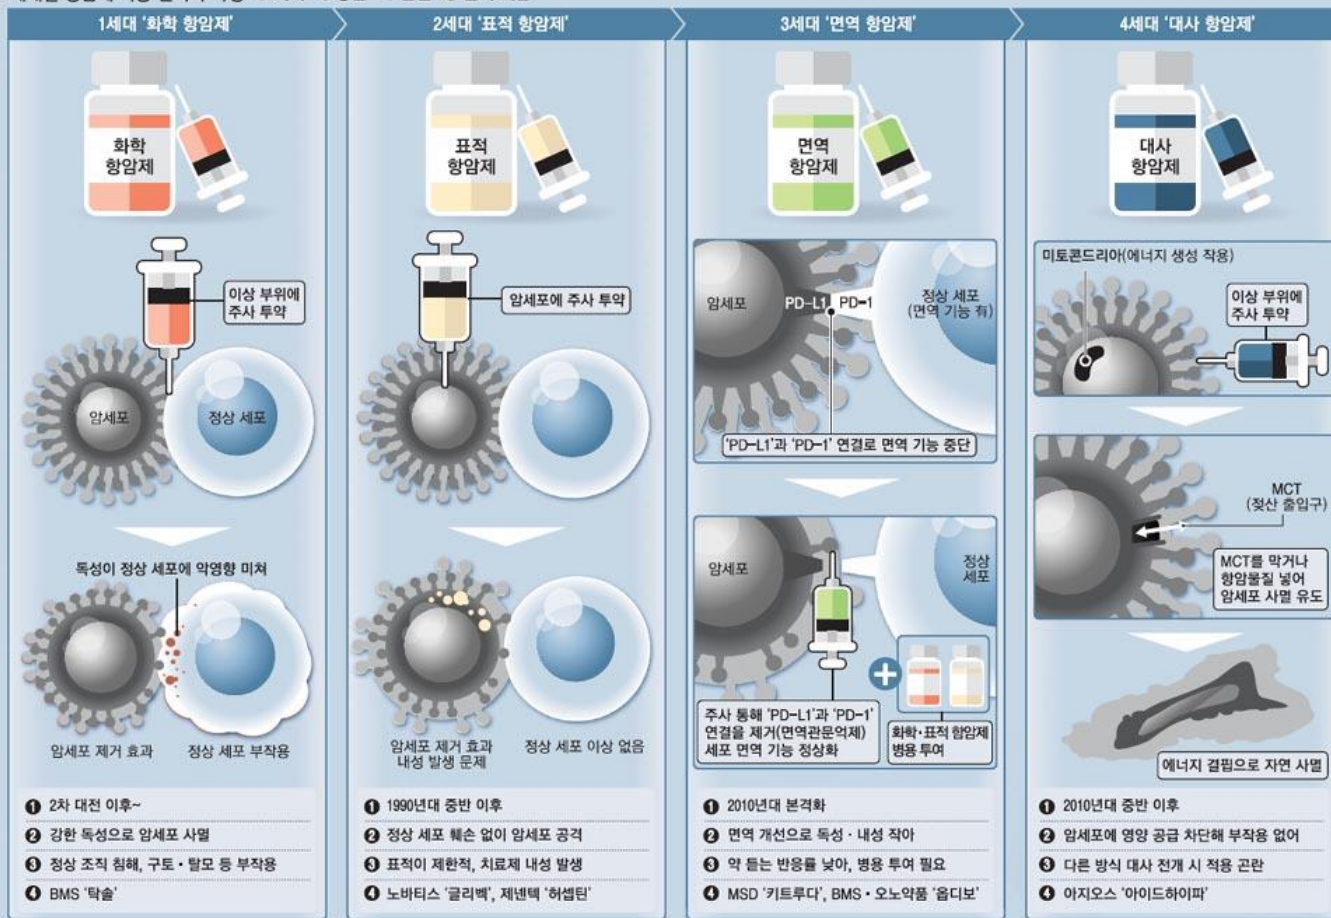 1세대 '화학 항암제'
화학
항암제
이상 부위에
주사 투약
암세포
정상 세포
독성이 정상 세포에 악영향 미쳐
암세포 제거 효과
정상 세포 부작용
❶ 2차 대전 이후~
❷ 강한 독성으로 암세포 사멸
❸ 정상 조직 침해, 구토·탈모 등 부작용
❹ BMS '탁솔'
2세대 '표적 항암제'
표적
항암제
암세포에 주사 투약
암세포 제거 효과
내성 발생 문제
정상 세포 이상 없음
❶ 1990년대 중반 이후
❷ 정상 세포 훼손 없이 암세포 공격
❸ 표적이 제한적, 치료제 내성 발생
❹ 노바티스 '글리벡', 제넨텍 '허셉틴'
3세대 '면역 항암제'
면역
항암제
암세포
PD-L1
PD-1
정상 세포
(면역 기능 有)
'PD-L1'과 'PD-1' 연결로 면역 기능 중단
암세포
정상
세포
주사 통해 'PD-L1'과 'PD-1'
연결을 제거(면역관문억제)
세포 면역 기능 정상화
+
화학·표적 항암제
병용 투여
❶ 2010년대 본격화
❷ 면역 개선으로 독성·내성 작아
❸ 약 듣는 반응률 낮아, 병용 투여 필요
❹ MSD '키트루다', BMS·오노약품 '옵디보'
4세대 '대사 항암제'
대사
항암제
미토콘드리아(에너지 생성 작용)
이상 부위에
주사 투약
MCT
(젖산 출입구)
MCT를 막거나
항암물질 넣어
암세포 사멸 유도
에너지 결핍으로 자연 사멸
❶ 2010년대 중반 이후
❷ 암세포에 영양 공급 차단해 부작용 없어
❸ 다른 방식 대사 전개 시 적용 곤란
❹ 아지오스 '아이드하이파'